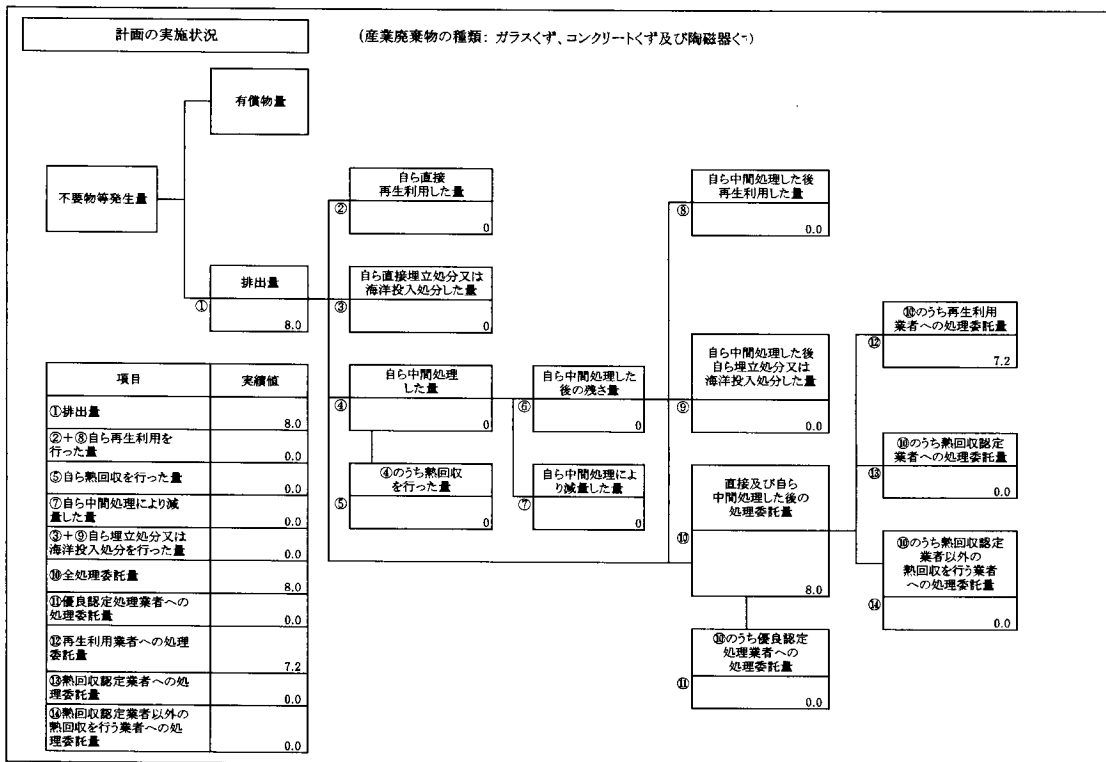 計画の実施状況
(産業廃棄物の種類: ガラスくず、コンクリートくず及び陶磁器く
有償物量
不要物等発生量
排出量
①
8.0
自ら直接
再生利用した量
②
0
自ら直接埋立処分又は
海洋投入処分した量
③
0
自ら中間処理
した量
④
0
④のうち熱回収
を行った量
⑤
0
自ら中間処理した
後の残さ量
⑥
0
自ら中間処理によ
り減量した量
⑦
0
自ら中間処理した後
再生利用した量
⑧
0.0
自ら中間処理した後
自ら埋立処分又は
海洋投入処分した量
⑨
0.0
直接及び自ら
中間処理した後の
処理委託量
⑩
8.0
⑩のうち優良認定
処理業者への
処理委託量
⑪
0.0
⑩のうち再生利用
業者への処理委託量
⑫
7.2
⑩のうち熱回収認定
業者への処理委託量
⑬
0.0
⑩のうち熱回収認定
業者以外の
熱回収を行う業者
への処理委託量
⑭
0.0
項目 実績値
①排出量
8.0
②+⑧自ら再生利用を
行った量
0.0
⑤自ら熱回収を行った量
0.0
⑦自ら中間処理により減
量した量
0.0
③+⑨自ら埋立処分又は
海洋投入処分を行った量
0.0
⑩全処理委託量
8.0
⑪優良認定処理業者への
処理委託量
0.0
⑫再生利用業者への処理
委託量
7.2
⑬熱回収認定業者への処
理委託量
0.0
⑭熱回収認定業者以外の
熱回収を行う業者への処
理委託量
0.0